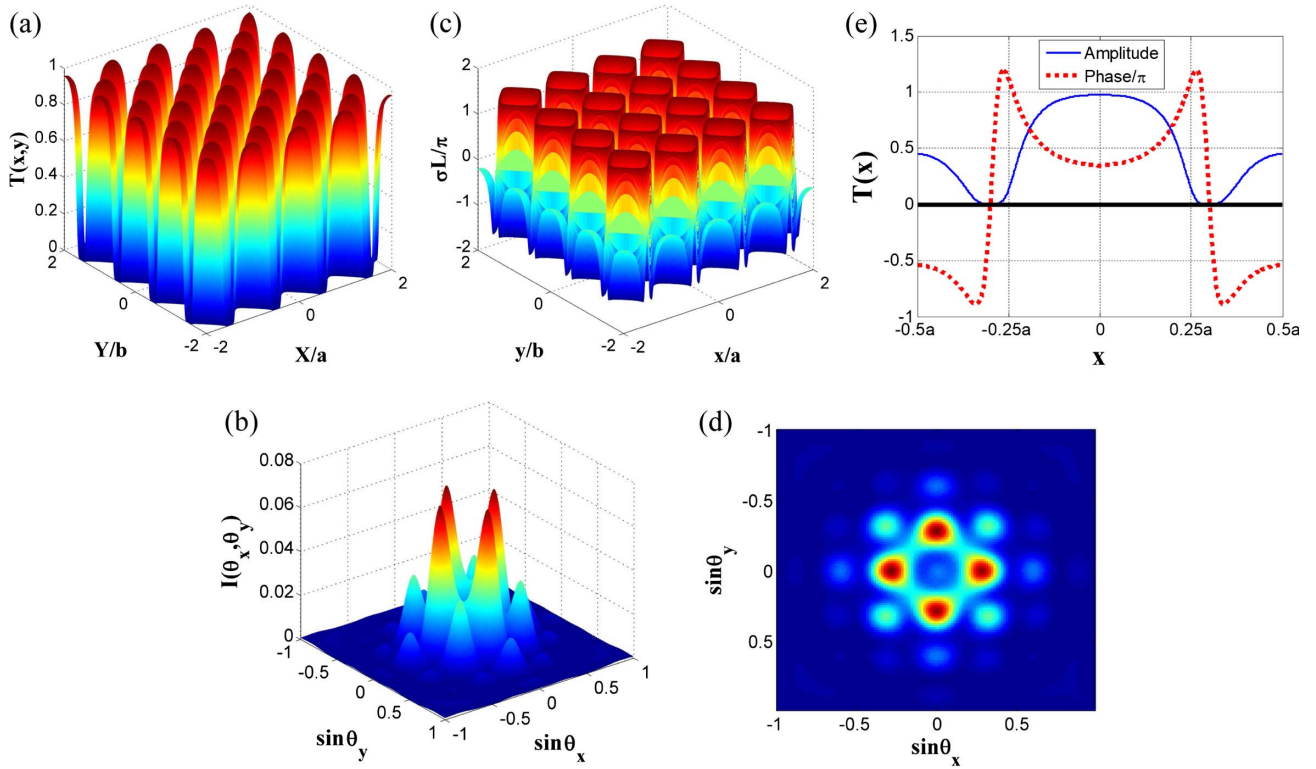 (a)
T(x,y)
1
0.8
0.6
0.4
0.2
0
2
0
-2
-2
0
2
Y/b
X/a
(c)
σL/π
2
1
0
-1
-2
2
0
-2
-2
0
2
y/b
x/a
(e)
T(x)
1.5
1
0.5
0
-0.5
-1
Amplitude
Phase/π
-0.5a
-0.25a
0
0.25a
0.5a
x
(b)
I(θx,θy)
0.08
0.06
0.04
0.02
0
-1
-0.5
0
0.5
1
-1
-0.5
0
0.5
1
sinθy
sinθx
(d)
sinθy
-1
-0.5
0
0.5
-1
-0.5
0
0.5
sinθx